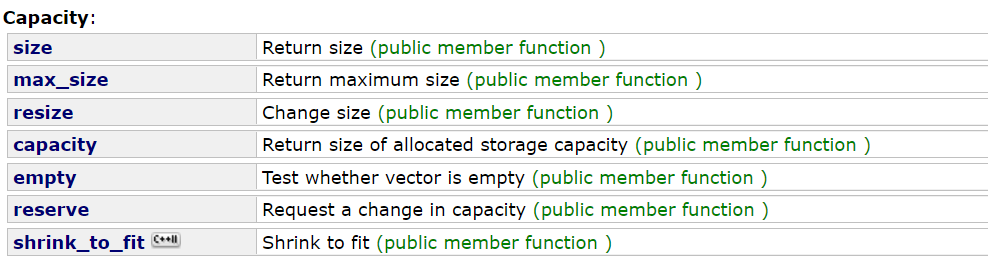 Capacity:
size Return size (public member function )
max_size Return maximum size (public member function )
resize Change size (public member function )
capacity Return size of allocated storage capacity (public member function )
empty Test whether vector is empty (public member function )
reserve Request a change in capacity (public member function )
shrink_to_fit C++11 Shrink to fit (public member function )